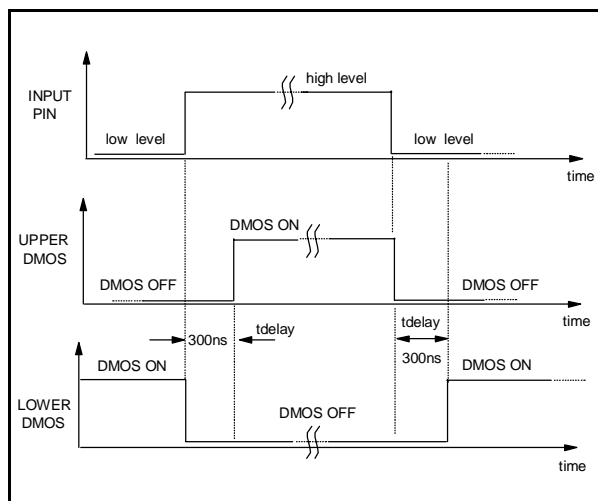 INPUT
PIN
high level
low level
low level
time
UPPER
DMOS
DMOS ON
DMOS OFF
DMOS OFF
300ns
tdelay
tdelay
300ns
time
DMOS ON
DMOS ON
LOWER
DMOS
DMOS OFF
time